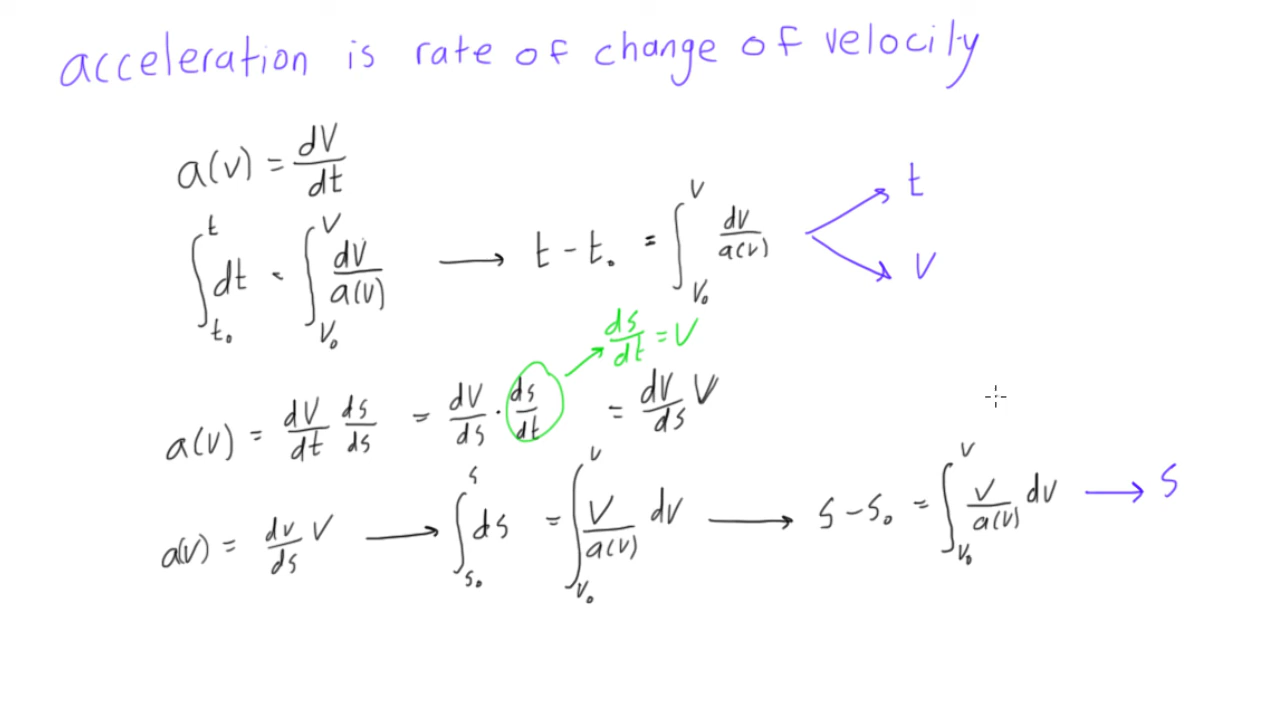 acceleration is rate of change of velocity
a(v) = dV/dt
∫_{t₀}^{t} dt = ∫_{V₀}^{V} dV/a(V) → t - t₀ = ∫_{V₀}^{V} dV/a(V) → t
→ V
ds/dt = V
a(V) = dV/dt ds/ds = dV/ds · ds/dt = dV/ds V
a(V) = dv/ds V → ∫_{s₀}^{s} ds = ∫_{V₀}^{V} V/a(V) dV → S - S₀ = ∫_{V₀}^{V} V/a(V) dV → S